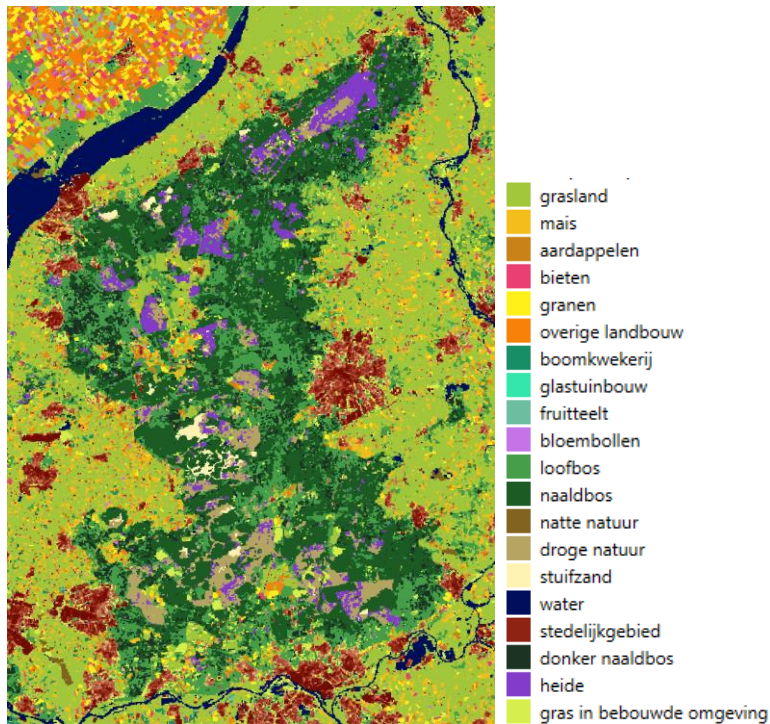 grasland
mais
aardappelen
bieten
granen
overige landbouw
boomkwekerij
glastuinbouw
fruitteelt
bloembollen
loofbos
naaldbos
natte natuur
droge natuur
stuifzand
water
stedelijkgebied
donker naaldbos
heide
gras in bebouwde omgeving